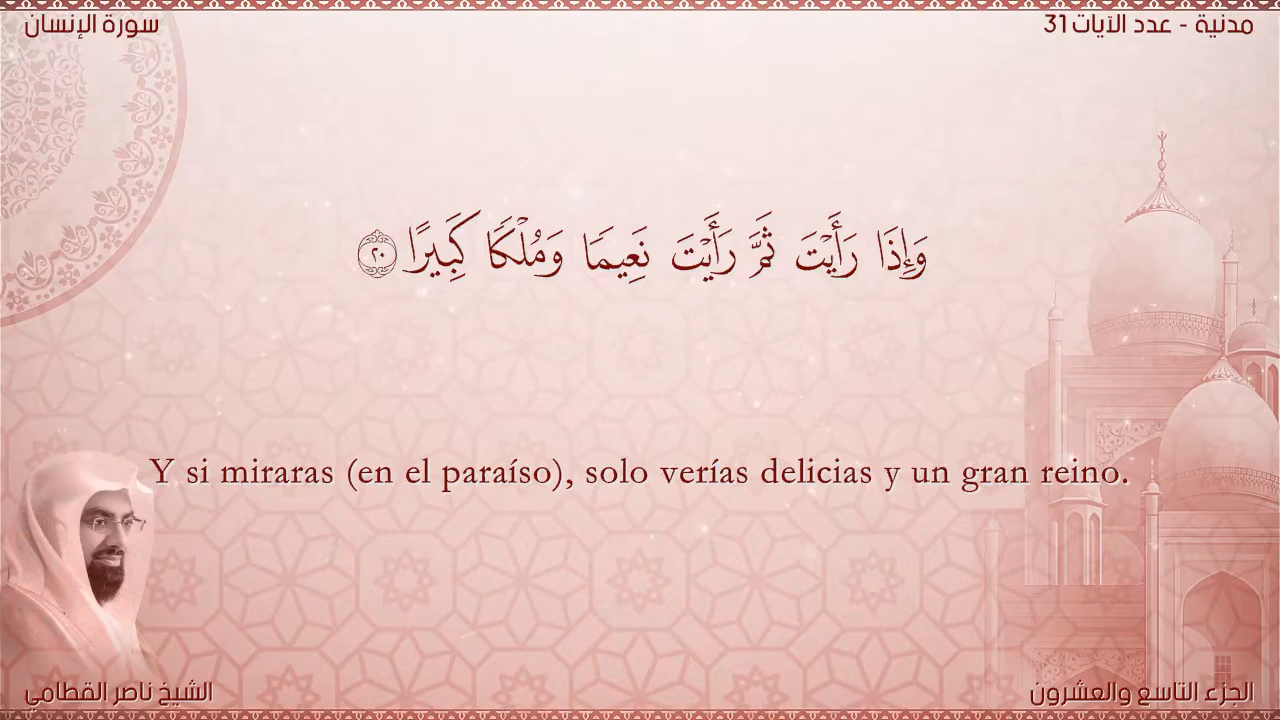 سورة الإنسان
مدنية - عدد الآيات 31
وَإِذَا رَأَيْتَ ثَمَّ رَأَيْتَ نَعِيمًا وَمُلْكًا كَبِيرًا ٢٠
Y si miraras (en el paraíso), solo verías delicias y un gran reino.
الشيخ ناصر القطامي
الجزء التاسع والعشرون